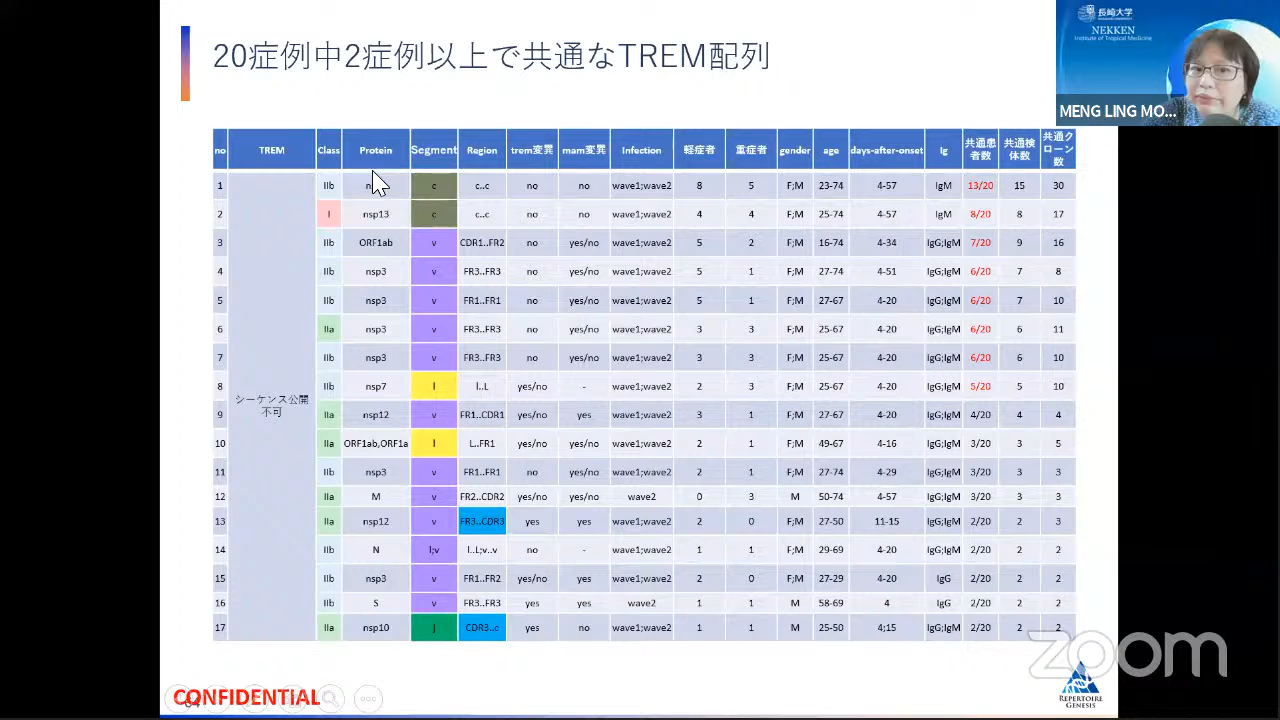 20症例中2症例以上で共通なTREM配列
長崎大学
NEKKEN
Institute of Tropical Medicine
MENG LING MO...
no TREM Class Protein Segment Region trem変異 mam変異 Infection 軽症者 重症者 gender age days-after-onset Ig 共通患者数 共通検体数 共通クローン数
シーケンス公開不可
1 IIb c c..c no no wave1;wave2 8 5 F;M 23-74 4-57 IgM 13/20 15 30
2 I nsp13 c c..c no no wave1;wave2 4 4 F;M 25-74 4-57 IgM 8/20 8 17
3 IIb ORF1ab v CDR1..FR2 no yes/no wave1;wave2 5 2 F;M 16-74 4-34 IgG;IgM 7/20 9 16
4 IIb nsp3 v FR3..FR3 no yes/no wave1;wave2 5 1 F;M 27-74 4-51 IgG;IgM 6/20 7 8
5 IIb nsp3 v FR1..FR1 no yes/no wave1;wave2 5 1 F;M 27-67 4-20 IgG;IgM 6/20 7 10
6 IIa nsp3 v FR3..FR3 no yes/no wave1;wave2 3 3 F;M 25-67 4-20 IgG;IgM 6/20 6 11
7 IIb nsp3 v FR3..FR3 no yes/no wave1;wave2 3 3 F;M 25-67 4-20 IgG;IgM 6/20 6 10
8 IIb nsp7 l l..L yes/no - wave1;wave2 2 3 F;M 25-67 4-20 IgG;IgM 5/20 5 10
9 IIa nsp12 v FR1..CDR1 yes/no yes wave1;wave2 3 1 F;M 27-67 4-20 IgG;IgM 4/20 4 4
10 IIa ORF1ab,ORF1a l L..FR1 yes/no yes/no wave1;wave2 2 1 F;M 49-67 4-16 IgG;IgM 3/20 3 5
11 IIb nsp3 v FR1..FR1 no yes/no wave1;wave2 2 1 F;M 27-74 4-29 IgG;IgM 3/20 3 3
12 IIa M v FR2..CDR2 yes/no yes/no wave2 0 3 M 50-74 4-57 IgG;IgM 3/20 3 3
13 IIa nsp12 v FR3..CDR3 yes yes wave1;wave2 2 0 F;M 27-50 11-15 IgG;IgM 2/20 2 3
14 IIb N l;v l..L;v..v no - wave1;wave2 1 1 F;M 29-69 4-20 IgG;IgM 2/20 2 2
15 IIb nsp3 v FR1..FR2 yes/no yes wave1;wave2 2 0 F;M 27-29 4-20 IgG 2/20 2 2
16 IIb S v FR3..FR3 yes yes wave2 1 1 M 58-69 4 IgG 2/20 2 2
17 IIa nsp10 j CDR3..c yes no wave1;wave2 1 1 M 25-50 4;15 IgG;IgM 2/20 2 2
zoom
CONFIDENTIAL
REPERTOIRE
GENESIS